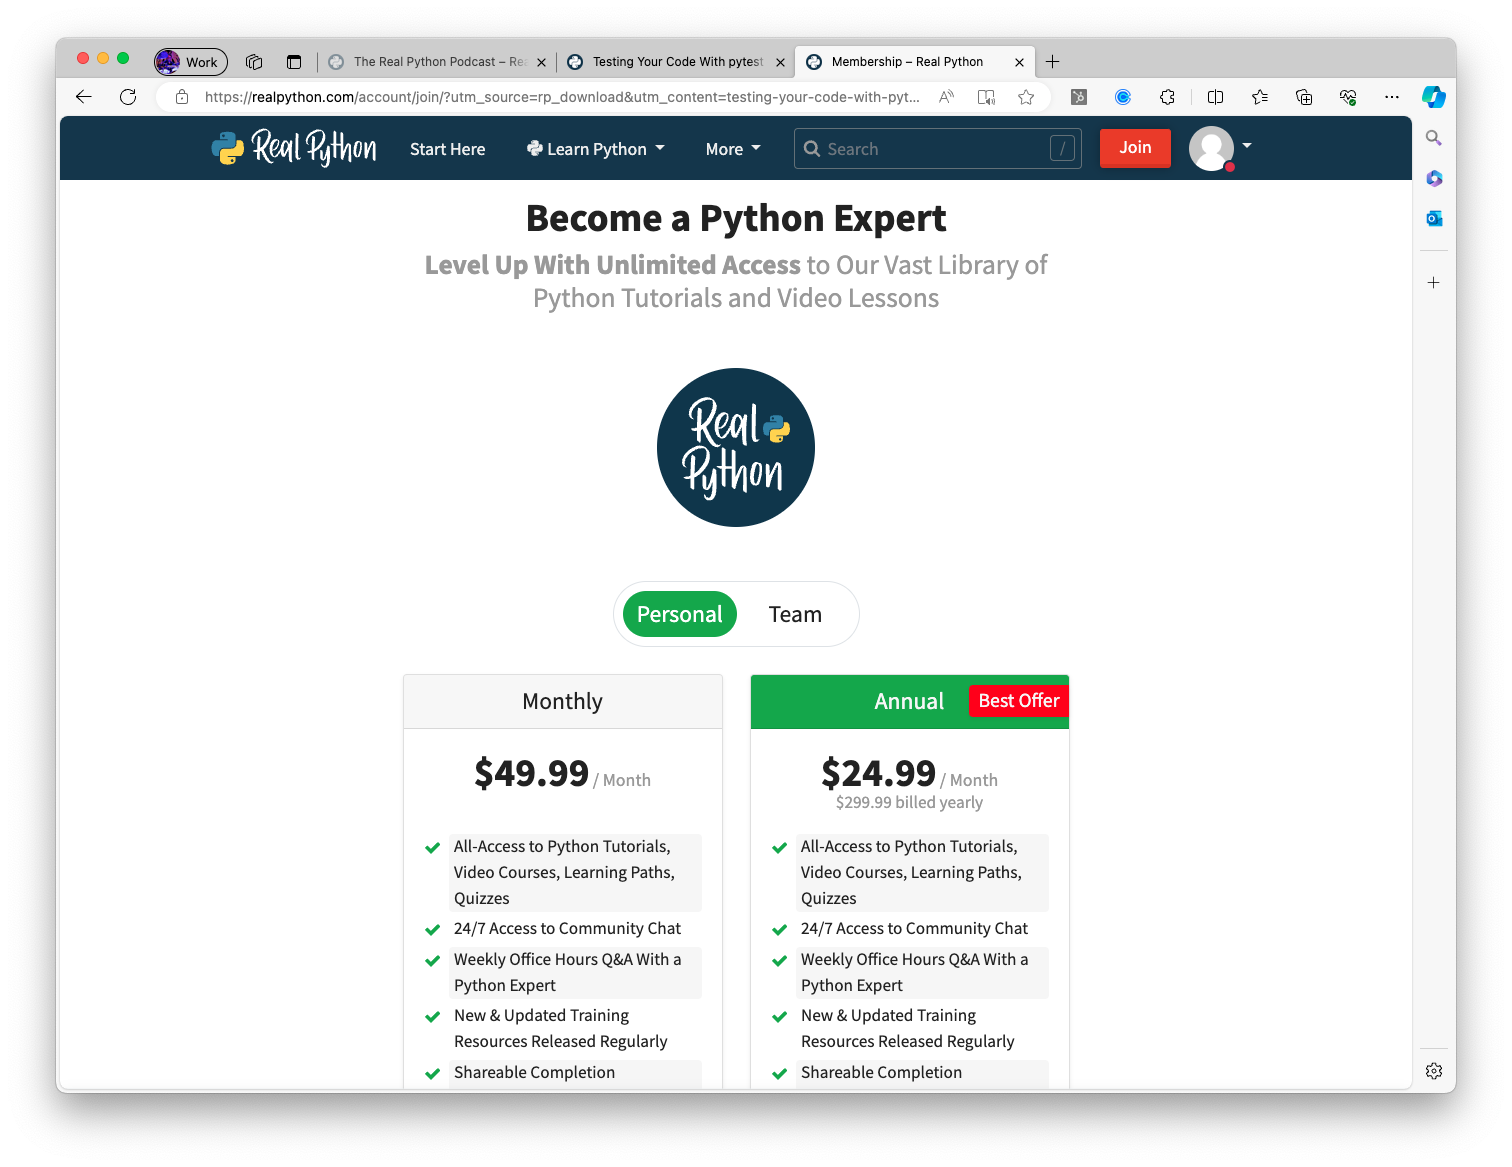 Work
The Real Python Podcast – Rea
Testing Your Code With pytest
Membership – Real Python
https://realpython.com/account/join/?utm_source=rp_download&utm_content=testing-your-code-with-pyt...
Real Python
Start Here
Learn Python
More
Search
/
Join
Become a Python Expert
Level Up With Unlimited Access to Our Vast Library of
Python Tutorials and Video Lessons
Real
Python
Personal
Team
Monthly
$49.99 / Month
All-Access to Python Tutorials,
Video Courses, Learning Paths,
Quizzes
24/7 Access to Community Chat
Weekly Office Hours Q&A With a
Python Expert
New & Updated Training
Resources Released Regularly
Shareable Completion
Annual
Best Offer
$24.99 / Month
$299.99 billed yearly
All-Access to Python Tutorials,
Video Courses, Learning Paths,
Quizzes
24/7 Access to Community Chat
Weekly Office Hours Q&A With a
Python Expert
New & Updated Training
Resources Released Regularly
Shareable Completion